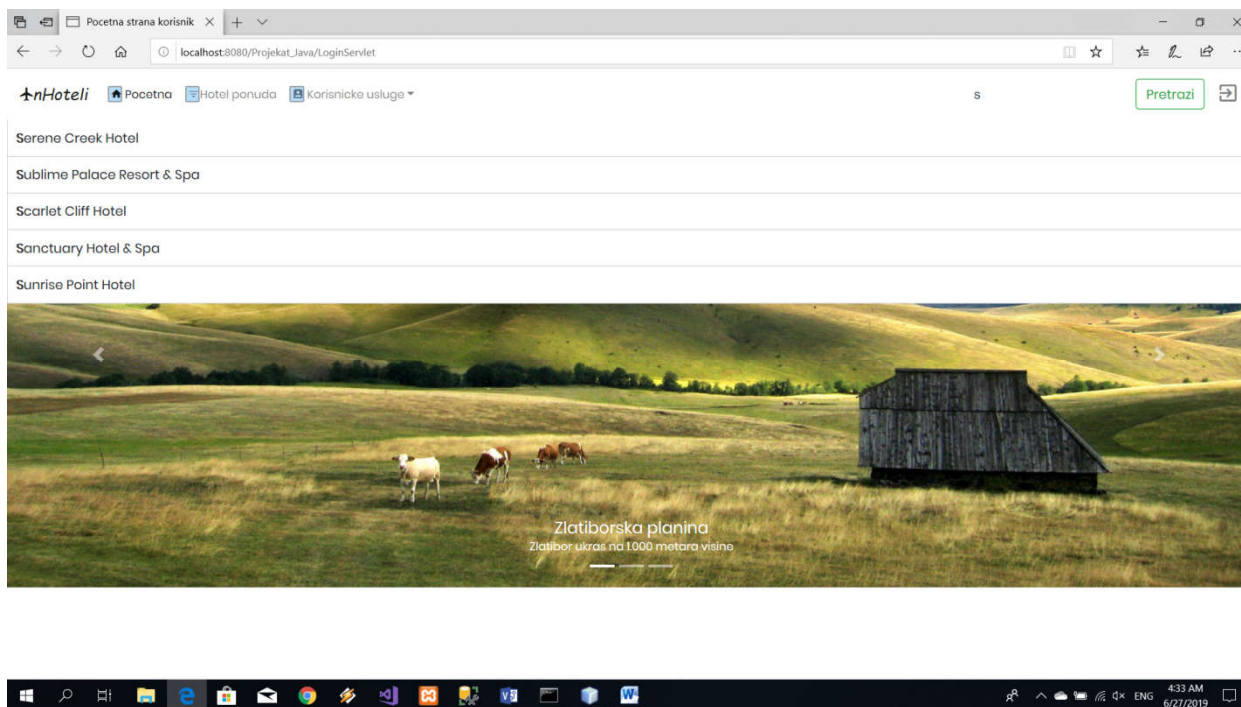 Pocetna strana korisnik
localhost:8080/Projekat_Java/LoginServlet
nHoteli Pocetna Hotel ponuda Korisnicke usluge s Pretrazi
Serene Creek Hotel
Sublime Palace Resort & Spa
Scarlet Cliff Hotel
Sanctuary Hotel & Spa
Sunrise Point Hotel
Zlatiborska planina
Zlatibor ukras na 1000 metara visine
ENG 4:33 AM
6/27/2019